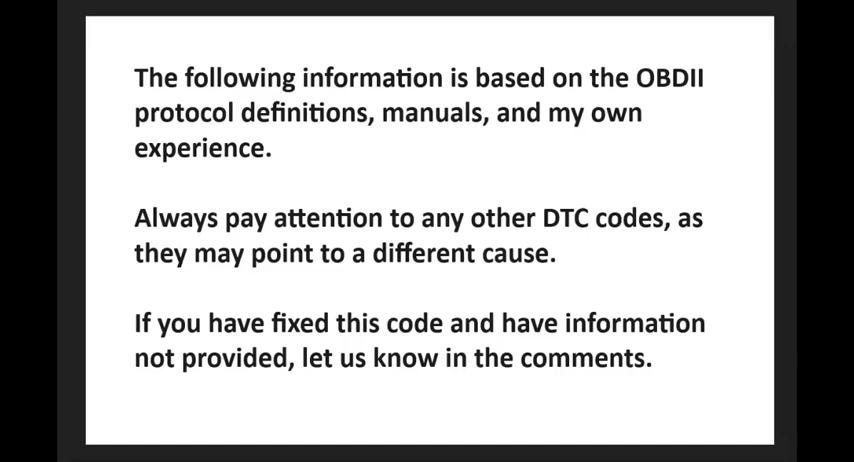 The following information is based on the OBDII
protocol definitions, manuals, and my own
experience.
Always pay attention to any other DTC codes, as
they may point to a different cause.
If you have fixed this code and have information
not provided, let us know in the comments.